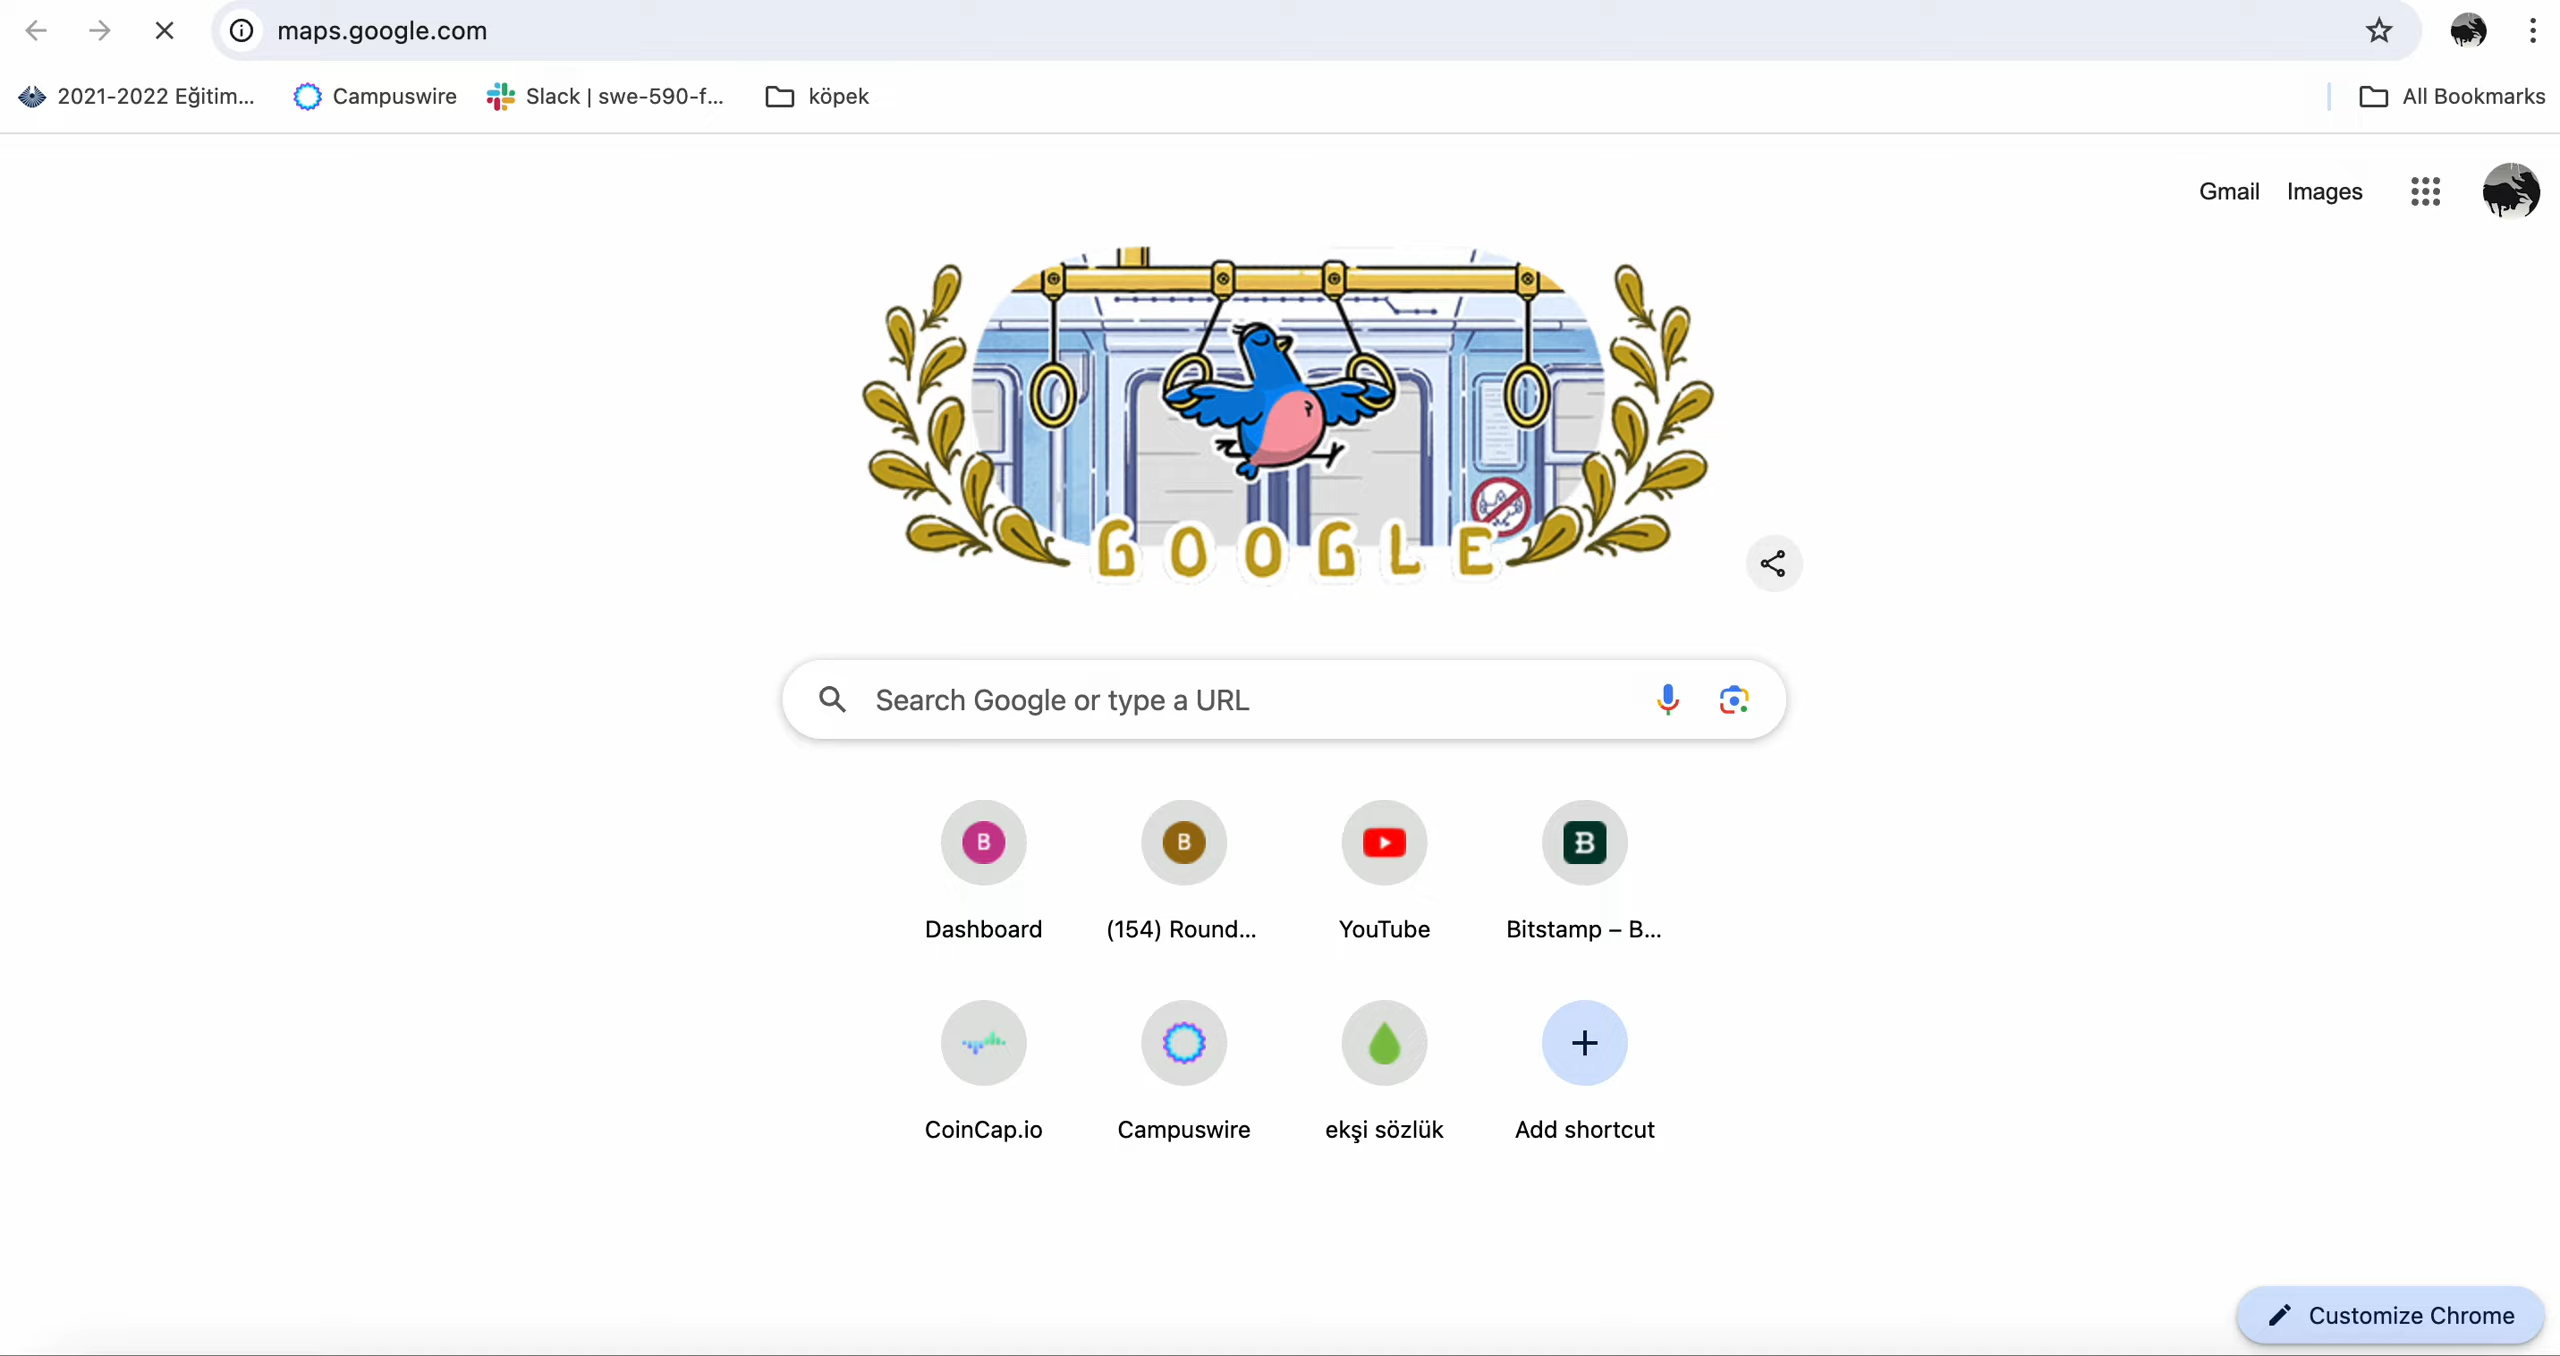 maps.google.com
2021-2022 Eğitim... Campuswire Slack | swe-590-f... köpek All Bookmarks
Gmail Images
GOOGLE
Search Google or type a URL
B B B
Dashboard (154) Round... YouTube Bitstamp – B...
CoinCap.io Campuswire ekşi sözlük Add shortcut
Customize Chrome